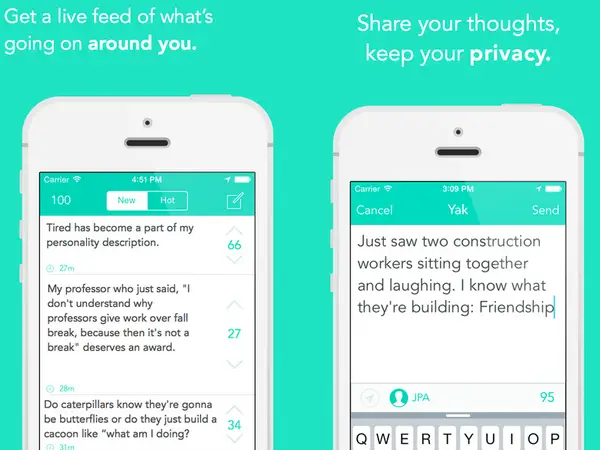 Get a live feed of what's
going on around you.
Carrier 4:51 PM
100 New Hot
Tired has become a part of my
personality description.
66
27m
My professor who just said, "I
don't understand why
professors give work over fall
break, because then it's not a
break" deserves an award.
27
28m
Do caterpillars know they're gonna
be butterflies or do they just build a
cacoon like "what am I doing?
34
31m
Share your thoughts,
keep your privacy.
Carrier 3:09 PM
Cancel Yak Send
Just saw two construction
workers sitting together
and laughing. I know what
they're building: Friendship
JPA 95
Q W E R T Y U I O P